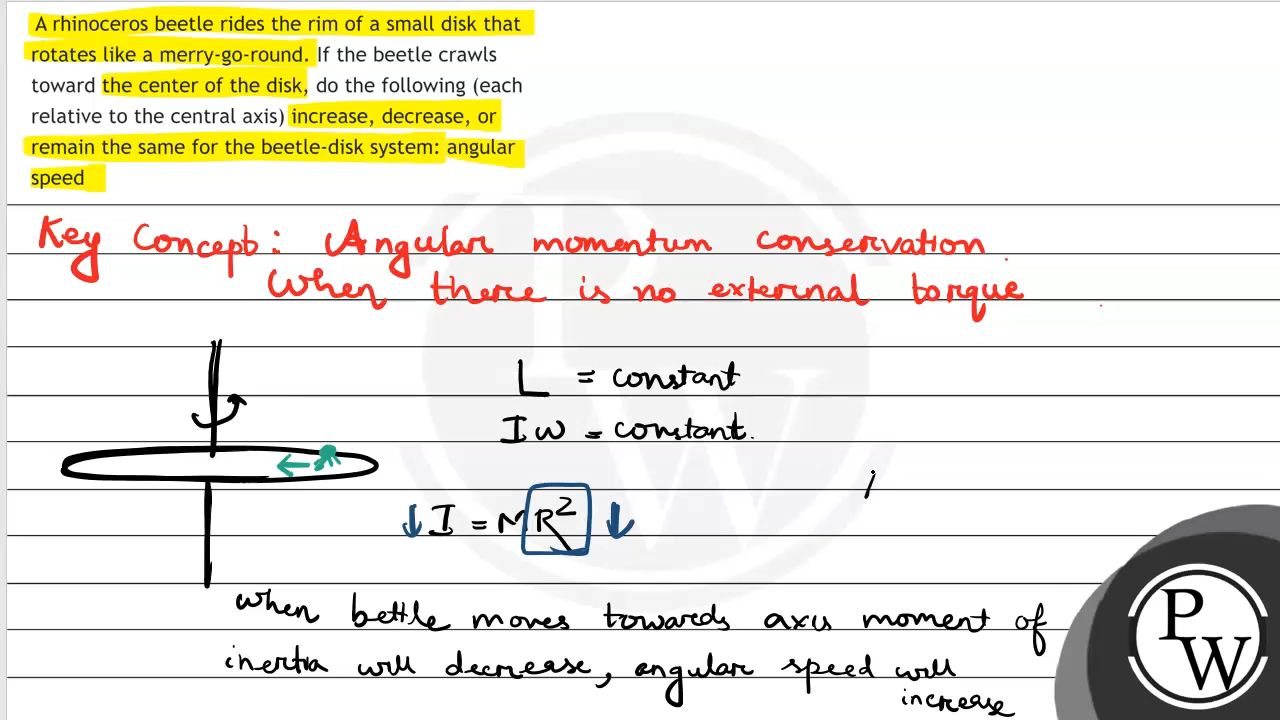 A rhinoceros beetle rides the rim of a small disk that
rotates like a merry-go-round. If the beetle crawls
toward the center of the disk, do the following (each
relative to the central axis) increase, decrease, or
remain the same for the beetle-disk system: angular
speed
Key Concept: Angular momentum conservation
When there is no external torque
L = constant
I ω = constant.
↓ I = MR² ↓
when bettle moves towards axis moment of
inertia will decrease, angular speed will
increase
P
W